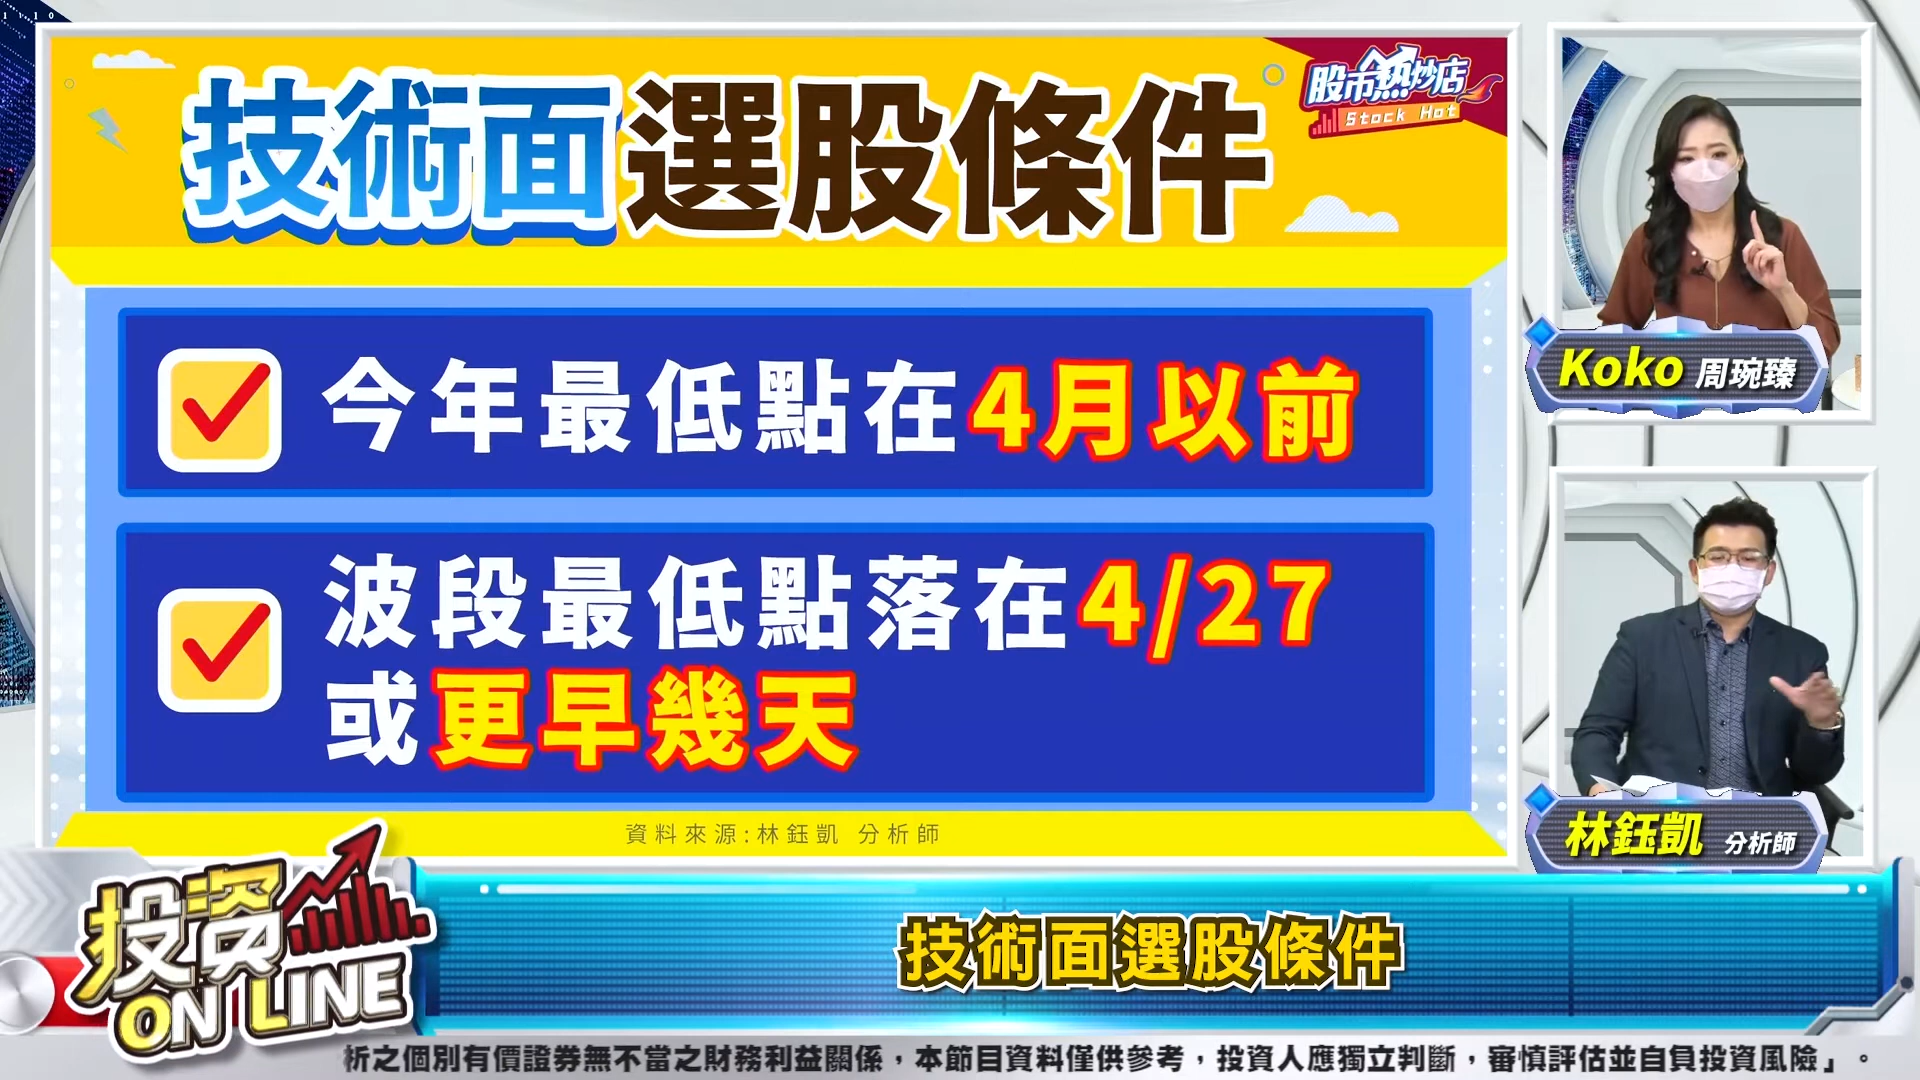 技術面選股條件
股市熱炒店
Stock Hot
今年最低點在4月以前
波段最低點落在4/27
或更早幾天
資料來源:林鈺凱 分析師
Koko 周琬臻
林鈺凱 分析師
投資
ON LINE
技術面選股條件
析之個別有價證券無不當之財務利益關係，本節目資料僅供參考，投資人應獨立判斷，審慎評估並自負投資風險」。